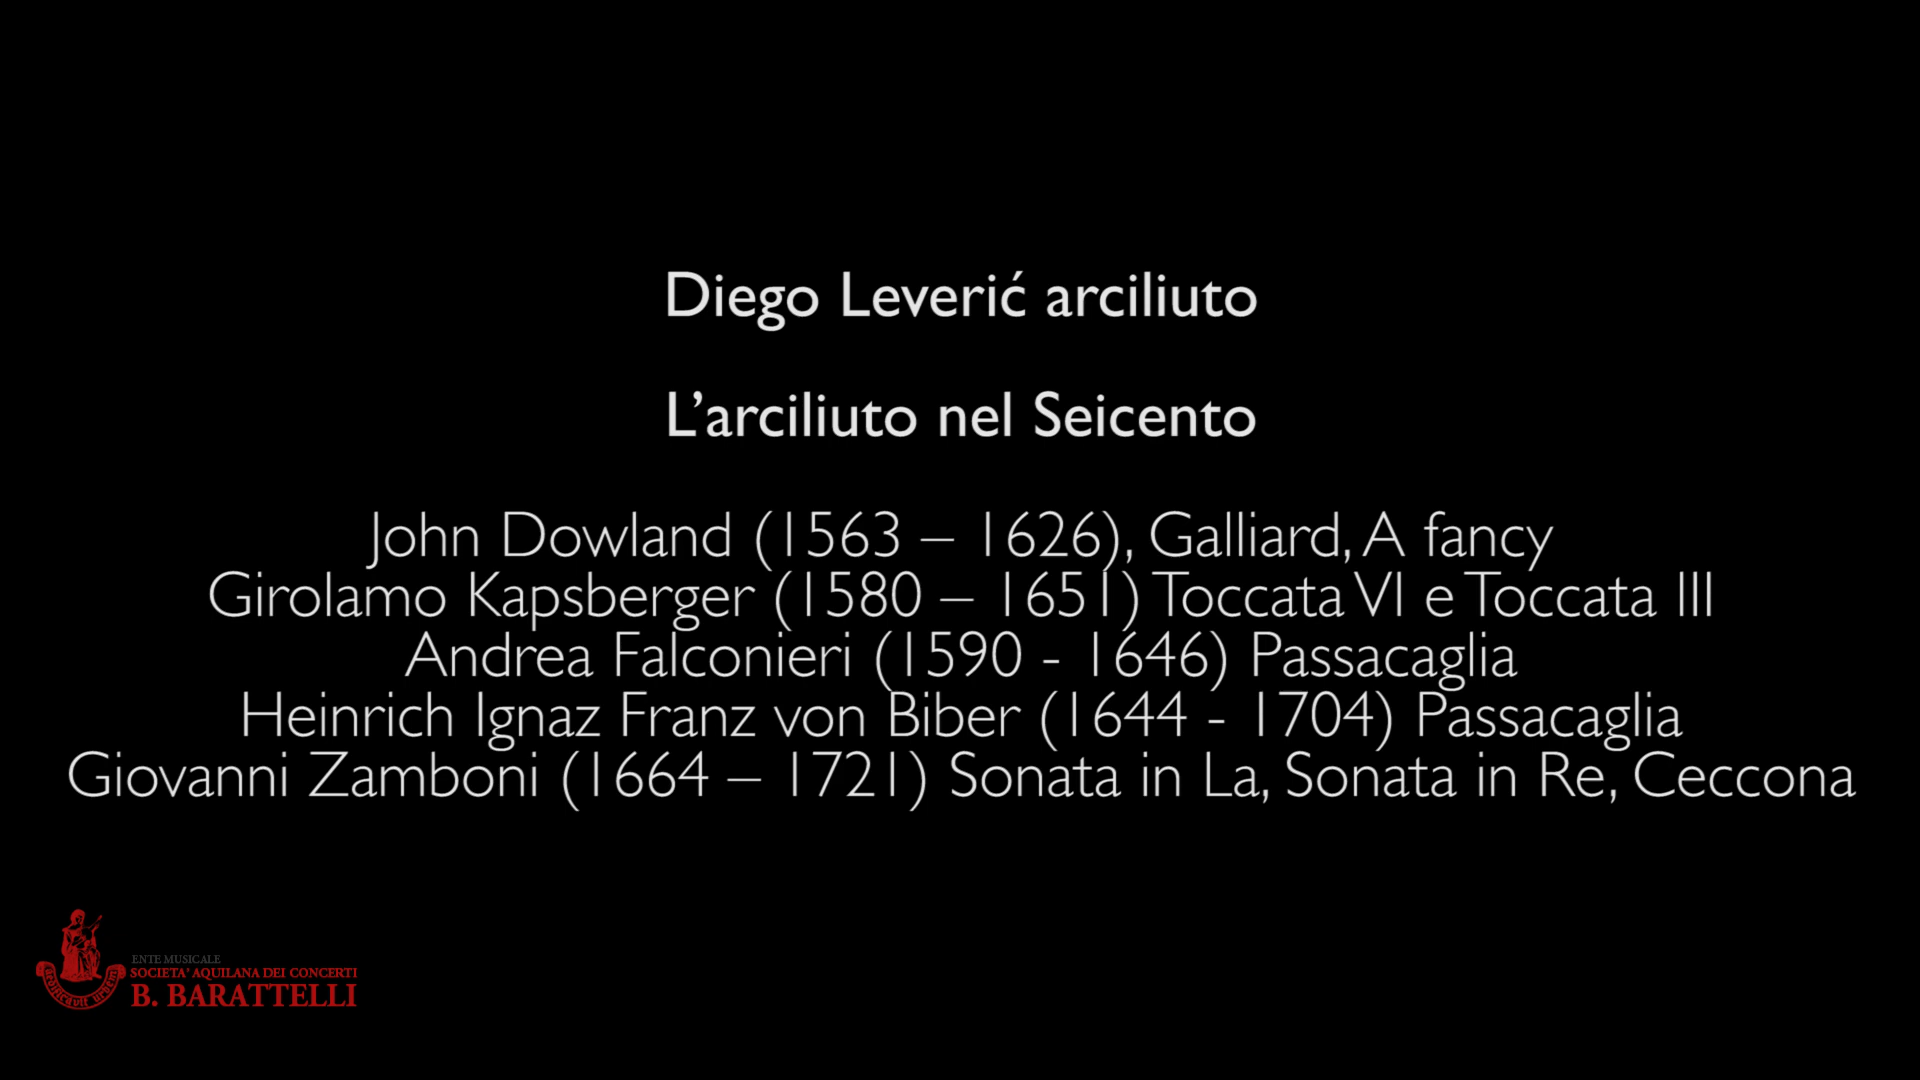 Diego Leverić arciliuto
L’arciliuto nel Seicento
John Dowland (1563 – 1626), Galliard, A fancy
Girolamo Kapsberger (1580 – 1651) Toccata VI e Toccata III
Andrea Falconieri (1590 - 1646) Passacaglia
Heinrich Ignaz Franz von Biber (1644 - 1704) Passacaglia
Giovanni Zamboni (1664 – 1721) Sonata in La, Sonata in Re, Ceccona
ENTE MUSICALE
SOCIETA’ AQUILANA DEI CONCERTI
B. BARATTELLI
aedificavit urbem